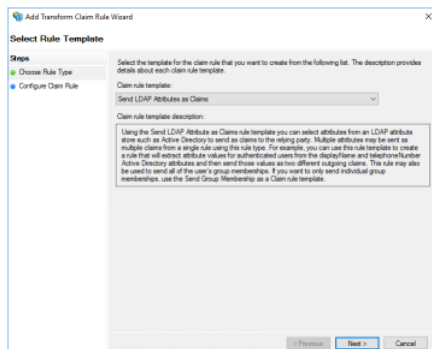 Add Transform Claim Rule Wizard
Select Rule Template
Steps
Choose Rule Type
Configure Claim Rule
Select the template for the claim rule that you want to create from the following list. The description provides
details about each claim rule template.
Claim rule template:
Send LDAP Attributes as Claims
Claim rule template description:
Using the Send LDAP Attribute as Claims rule template you can select attributes from an LDAP attribute
store such as Active Directory to send as claims to the relying party. Multiple attributes may be sent as
multiple claims from a single rule using this rule type. For example, you can use this rule template to create
a rule that will extract attribute values for authenticated users from the displayName and telephoneNumber
Active Directory attributes and then send those values as two different outgoing claims. This rule may also
be used to send all of the user's group memberships. If you want to only send individual group
memberships, use the Send Group Membership as a Claim rule template.
< Previous
Next >
Cancel